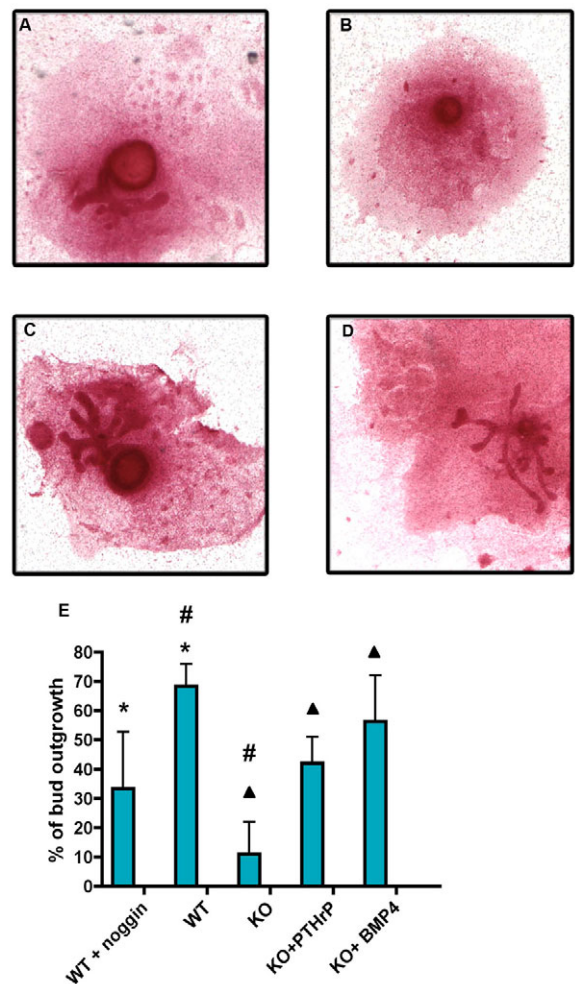 A
B
C
D
E
#
*
▲
*
#
▲
▲
80
70
60
50
40
30
20
10
0
% of bud outgrowth
WT + noggin
WT
KO
KO+PTHrP
KO+ BMP4